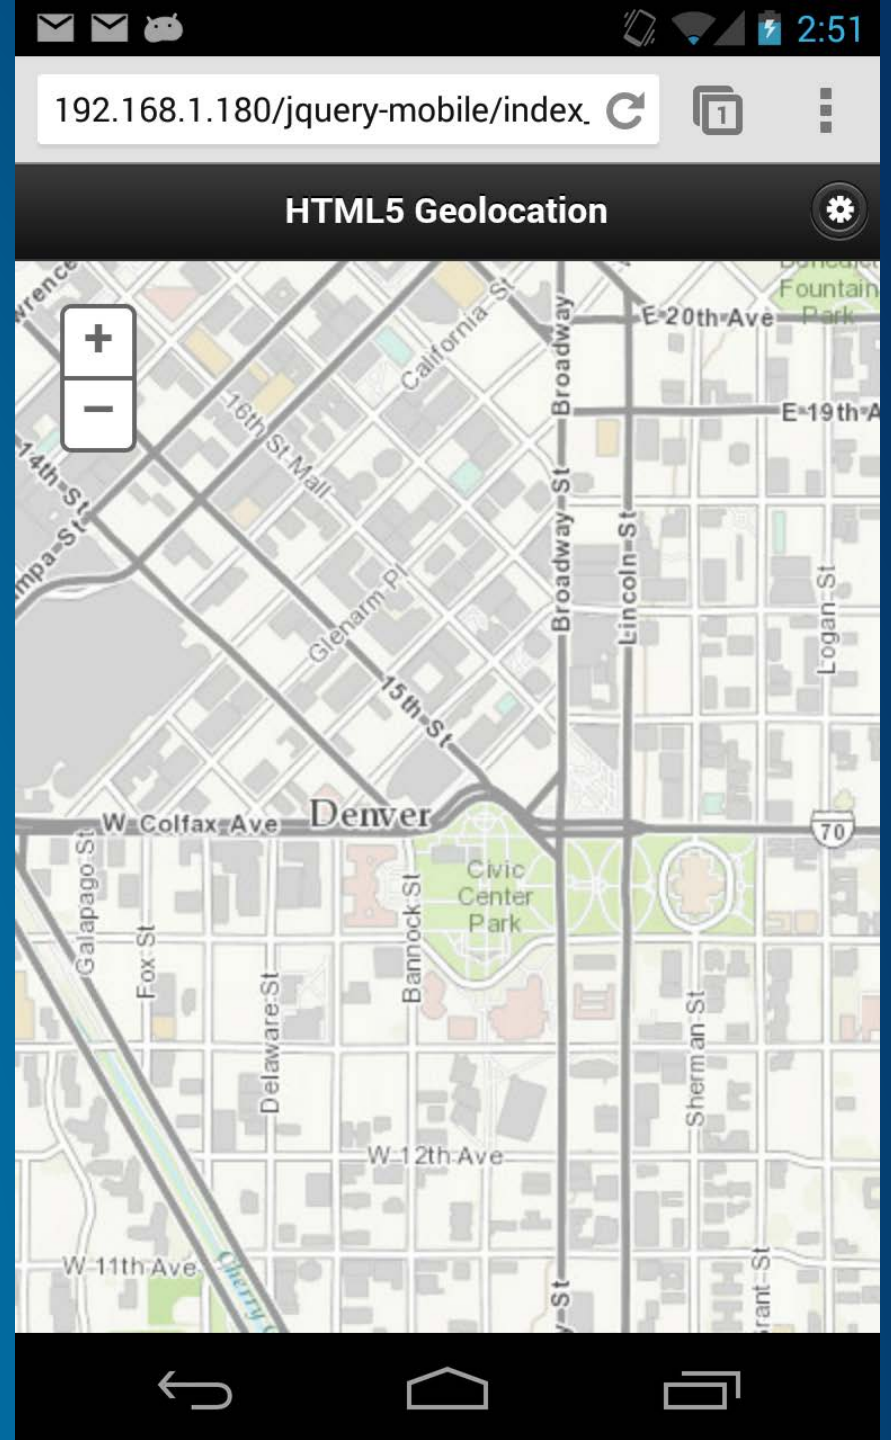 2:51
192.168.1.180/jquery-mobile/index_
1
HTML5 Geolocation
+
−
Fountain
Park
E 20th Ave
California St
Broadway
16th St Mall
E 19th A
14th St
Broadway St
Lincoln St
Logan St
Glenarm Pl
15th St
W Colfax Ave
Denver
70
Galapago St
Civic
Center
Park
Bannock St
Fox St
Delaware St
Sherman St
W 12th Ave
W 11th Ave
Cherry